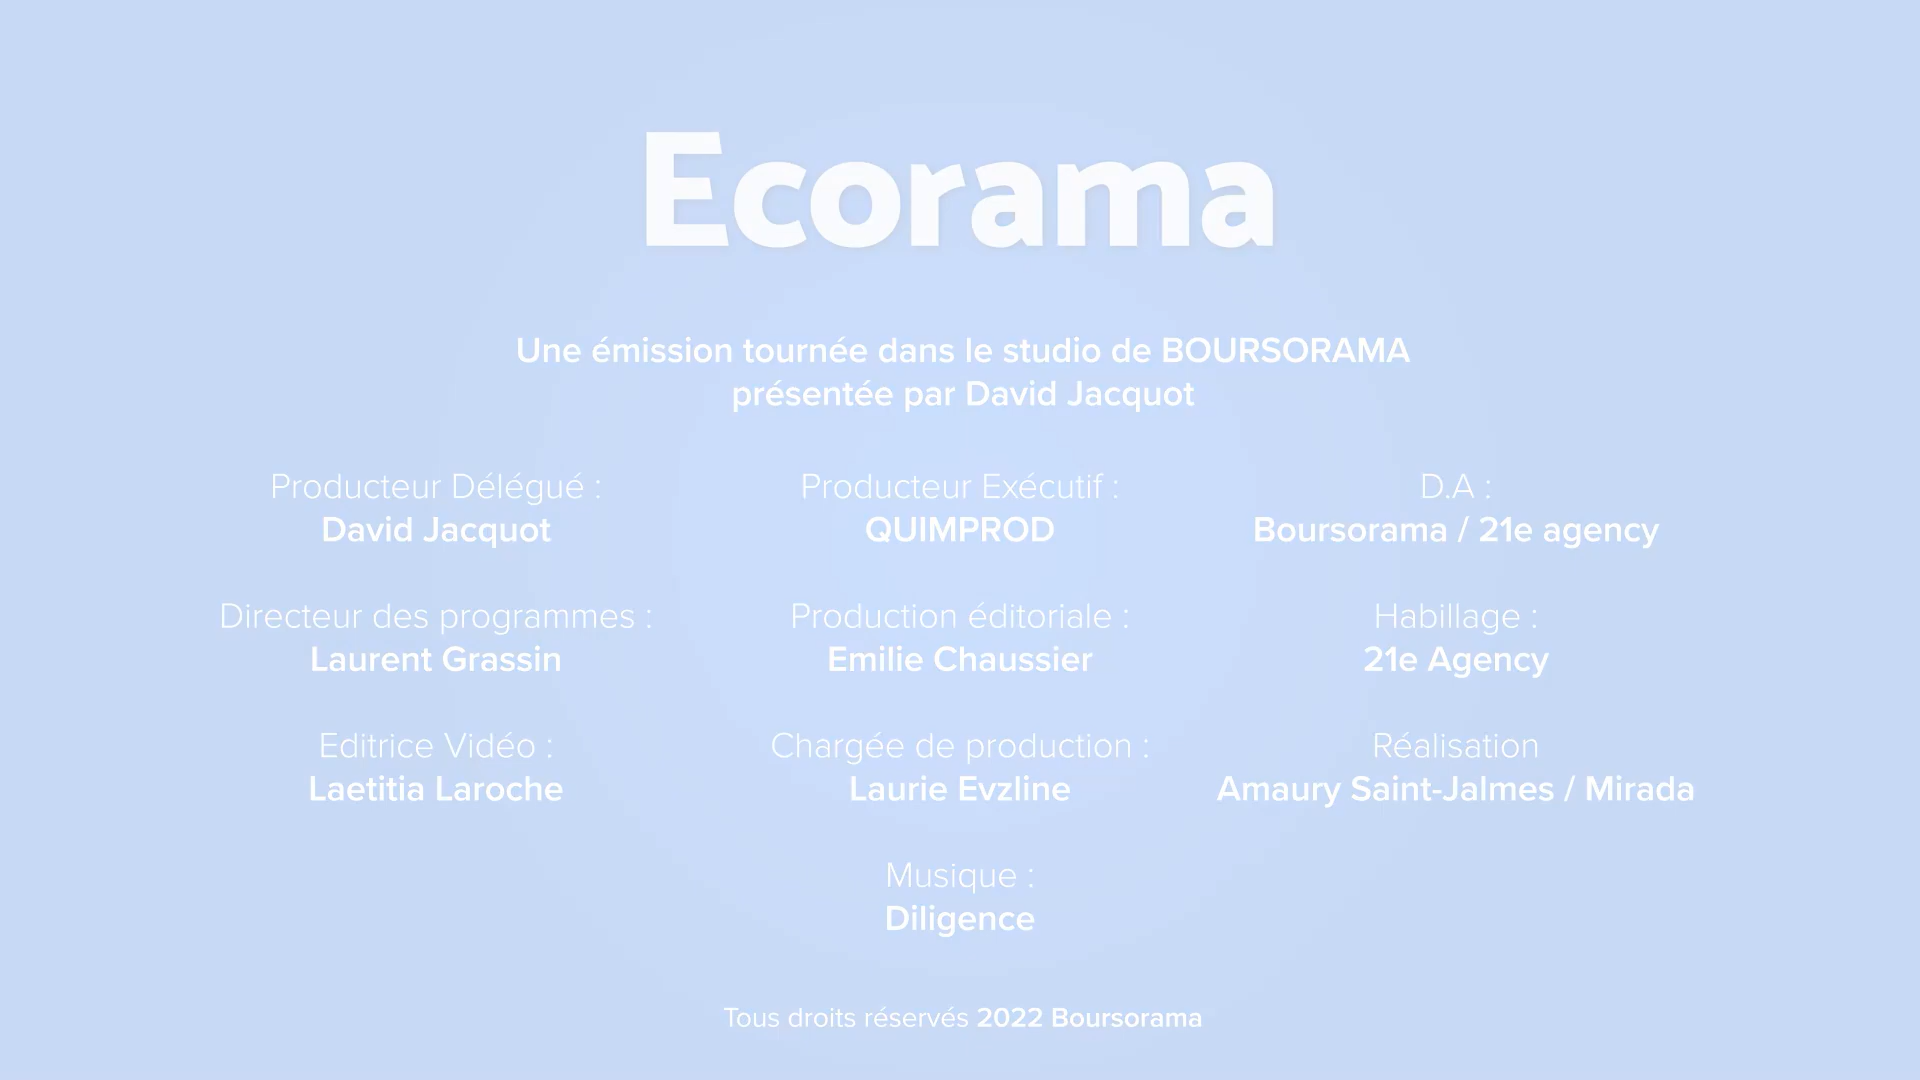 Ecorama
Une émission tournée dans le studio de BOURSORAMA
présentée par David Jacquot
Producteur Délégué :
David Jacquot
Producteur Exécutif :
QUIMPROD
D.A :
Boursorama / 21e agency
Directeur des programmes :
Laurent Grassin
Production éditoriale :
Emilie Chaussier
Habillage :
21e Agency
Editrice Vidéo :
Laetitia Laroche
Chargée de production :
Laurie Evzline
Réalisation
Amaury Saint-Jalmes / Mirada
Musique :
Diligence
Tous droits réservés 2022 Boursorama